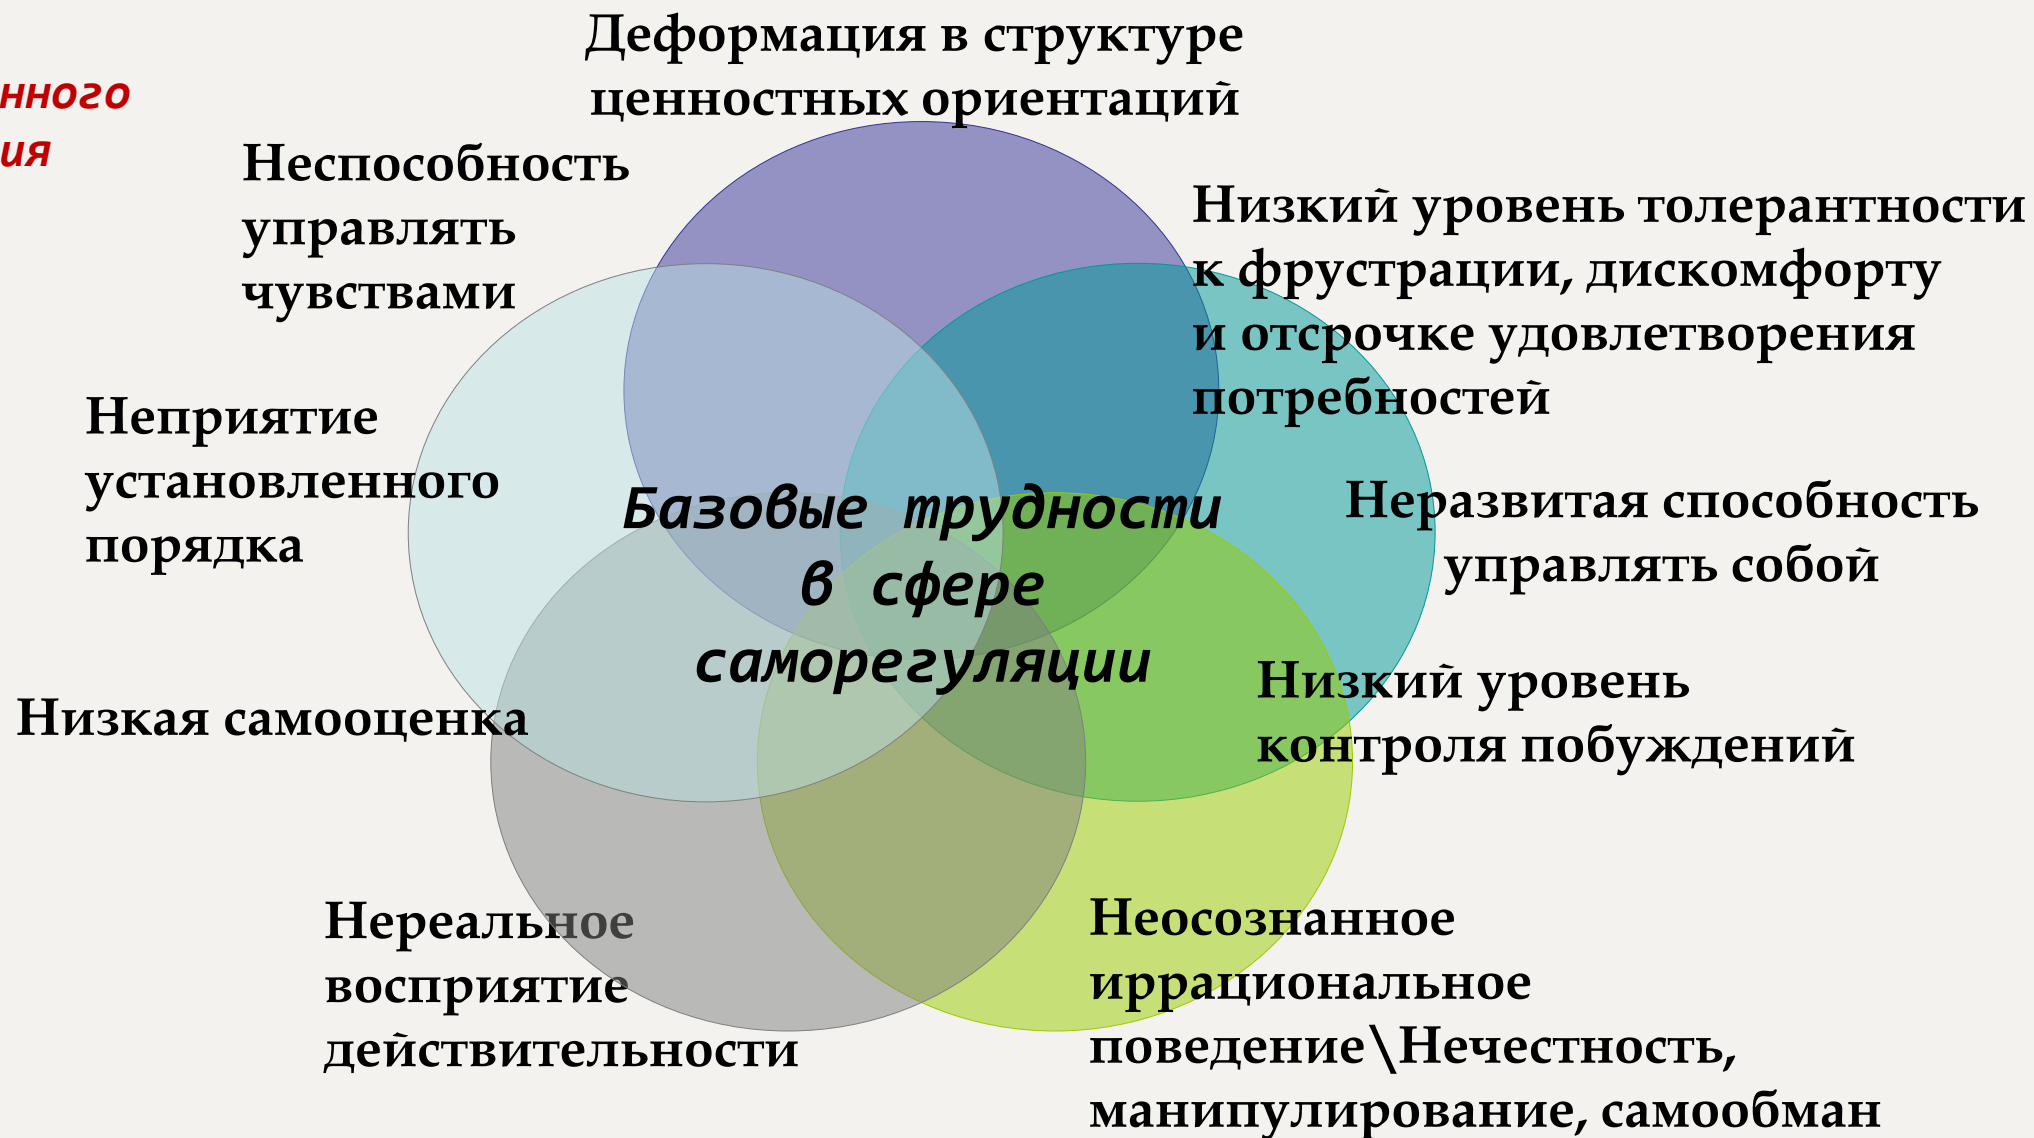 Деформация в структуре
ценностных ориентаций
нного
ия
Неспособность
управлять
чувствами
Низкий уровень толерантности
к фрустрации, дискомфорту
и отсрочке удовлетворения
потребностей
Неприятие
установленного
порядка
Базовые трудности
в сфере
саморегуляции
Неразвитая способность
управлять собой
Низкий уровень
контроля побуждений
Низкая самооценка
Нереальное
восприятие
действительности
Неосознанное
иррациональное
поведение\Нечестность,
манипулирование, самообман